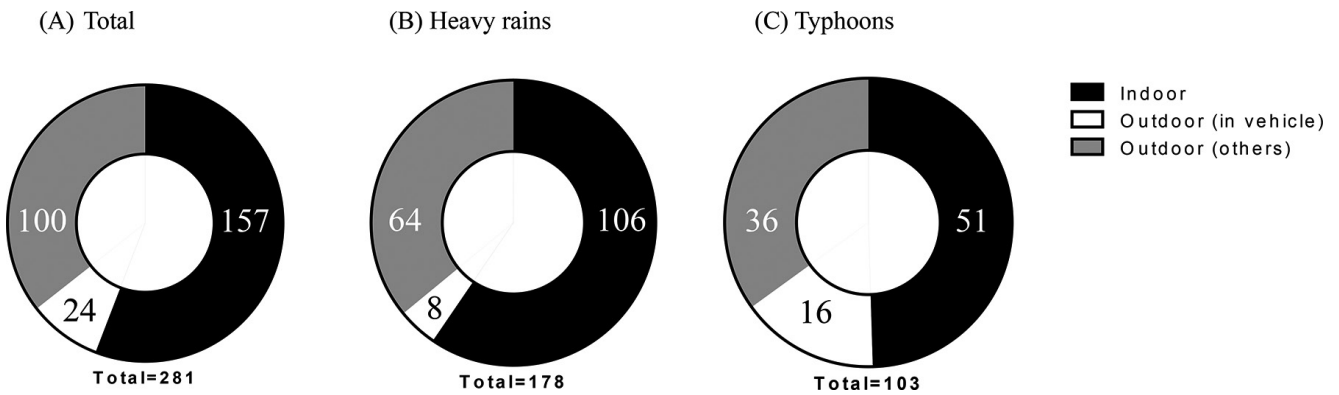 (A) Total
(B) Heavy rains
(C) Typhoons
100
157
24
Total=281
64
106
8
Total=178
36
51
16
Total=103
Indoor
Outdoor (in vehicle)
Outdoor (others)